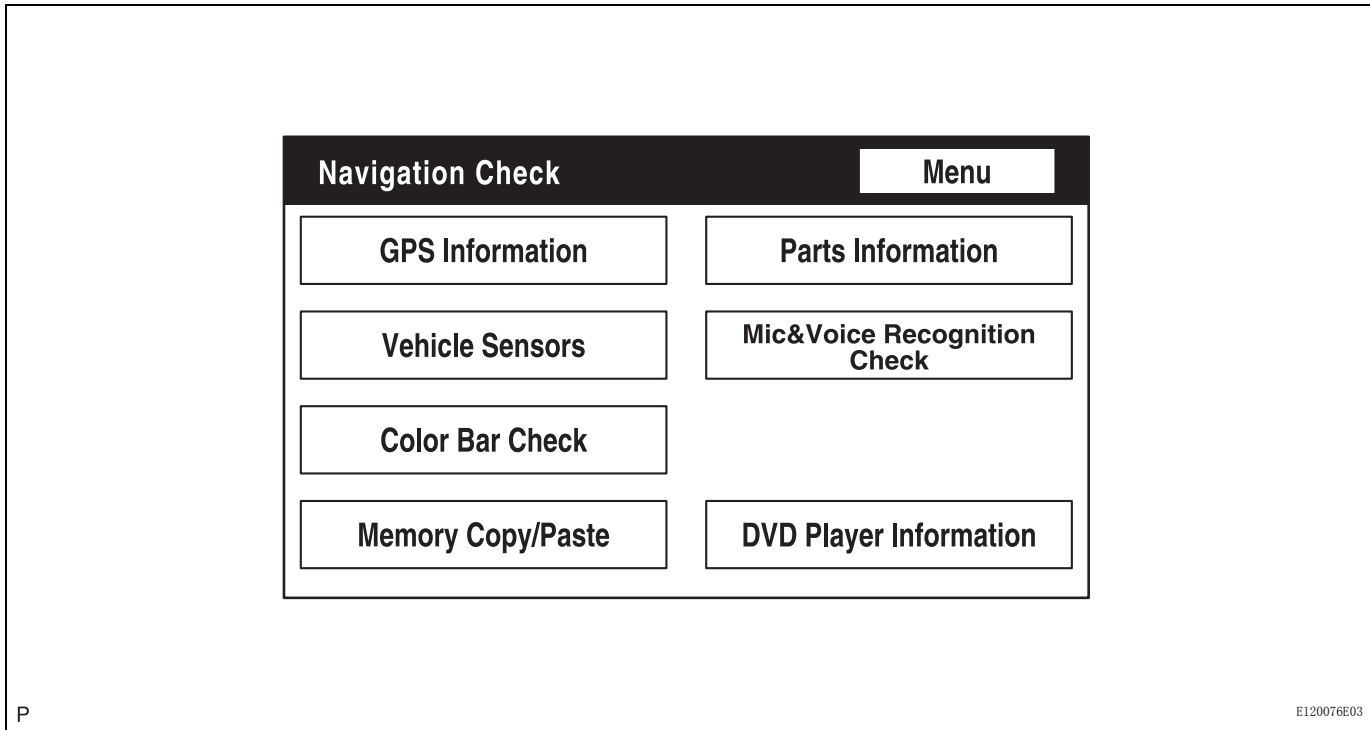 Navigation Check
Menu
GPS Information
Parts Information
Vehicle Sensors
Mic&Voice Recognition
Check
Color Bar Check
Memory Copy/Paste
DVD Player Information
P
E120076E03